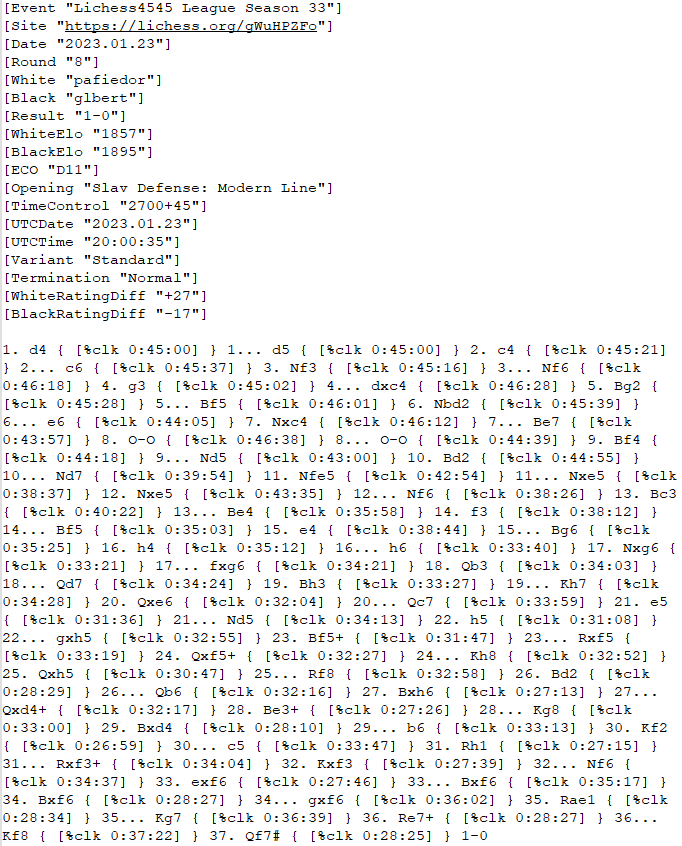 [Event "Lichess4545 League Season 33"]
[Site "https://lichess.org/gWuHPZFo"]
[Date "2023.01.23"]
[Round "8"]
[White "pafiedor"]
[Black "glbert"]
[Result "1-0"]
[WhiteElo "1857"]
[BlackElo "1895"]
[ECO "D11"]
[Opening "Slav Defense: Modern Line"]
[TimeControl "2700+45"]
[UTCDate "2023.01.23"]
[UTCTime "20:00:35"]
[Variant "Standard"]
[Termination "Normal"]
[WhiteRatingDiff "+27"]
[BlackRatingDiff "-17"]

1. d4 { [%clk 0:45:00] } 1... d5 { [%clk 0:45:00] } 2. c4 { [%clk 0:45:21]
} 2... c6 { [%clk 0:45:37] } 3. Nf3 { [%clk 0:45:16] } 3... Nf6 { [%clk
0:46:18] } 4. g3 { [%clk 0:45:02] } 4... dxc4 { [%clk 0:46:28] } 5. Bg2 {
[%clk 0:45:28] } 5... Bf5 { [%clk 0:46:01] } 6. Nbd2 { [%clk 0:45:39] }
6... e6 { [%clk 0:44:05] } 7. Nxc4 { [%clk 0:46:12] } 7... Be7 { [%clk
0:43:57] } 8. O-O { [%clk 0:46:38] } 8... O-O { [%clk 0:44:39] } 9. Bf4 {
[%clk 0:44:18] } 9... Nd5 { [%clk 0:43:00] } 10. Bd2 { [%clk 0:44:55] }
10... Nd7 { [%clk 0:39:54] } 11. Nfe5 { [%clk 0:42:54] } 11... Nxe5 { [%clk
0:38:37] } 12. Nxe5 { [%clk 0:43:35] } 12... Nf6 { [%clk 0:38:26] } 13. Bc3
{ [%clk 0:40:22] } 13... Be4 { [%clk 0:35:58] } 14. f3 { [%clk 0:38:12] }
14... Bf5 { [%clk 0:35:03] } 15. e4 { [%clk 0:38:44] } 15... Bg6 { [%clk
0:35:25] } 16. h4 { [%clk 0:35:12] } 16... h6 { [%clk 0:33:40] } 17. Nxg6 {
[%clk 0:33:21] } 17... fxg6 { [%clk 0:34:21] } 18. Qb3 { [%clk 0:34:03] }
18... Qd7 { [%clk 0:34:24] } 19. Bh3 { [%clk 0:33:27] } 19... Kh7 { [%clk
0:34:28] } 20. Qxe6 { [%clk 0:32:04] } 20... Qc7 { [%clk 0:33:59] } 21. e5
{ [%clk 0:31:36] } 21... Nd5 { [%clk 0:34:13] } 22. h5 { [%clk 0:31:08] }
22... gxh5 { [%clk 0:32:55] } 23. Bf5+ { [%clk 0:31:47] } 23... Rxf5 { [%clk
0:33:19] } 24. Qxf5+ { [%clk 0:32:27] } 24... Kh8 { [%clk 0:32:52] }
25. Qxh5 { [%clk 0:30:47] } 25... Rf8 { [%clk 0:32:58] } 26. Bd2 { [%clk
0:28:29] } 26... Qb6 { [%clk 0:32:16] } 27. Bxh6 { [%clk 0:27:13] } 27...
Qxd4+ { [%clk 0:32:17] } 28. Be3+ { [%clk 0:27:26] } 28... Kg8 { [%clk
0:33:00] } 29. Bxd4 { [%clk 0:28:10] } 29... b6 { [%clk 0:33:13] } 30. Kf2
{ [%clk 0:26:59] } 30... c5 { [%clk 0:33:47] } 31. Rh1 { [%clk 0:27:15] }
31... Rxf3+ { [%clk 0:34:04] } 32. Kxf3 { [%clk 0:27:39] } 32... Nf6 {
[%clk 0:34:37] } 33. exf6 { [%clk 0:27:46] } 33... Bxf6 { [%clk 0:35:17] }
34. Bxf6 { [%clk 0:28:27] } 34... gxf6 { [%clk 0:36:02] } 35. Rae1 { [%clk
0:28:34] } 35... Kg7 { [%clk 0:36:39] } 36. Re7+ { [%clk 0:28:27] } 36...
Kf8 { [%clk 0:37:22] } 37. Qf7# { [%clk 0:28:25] } 1-0